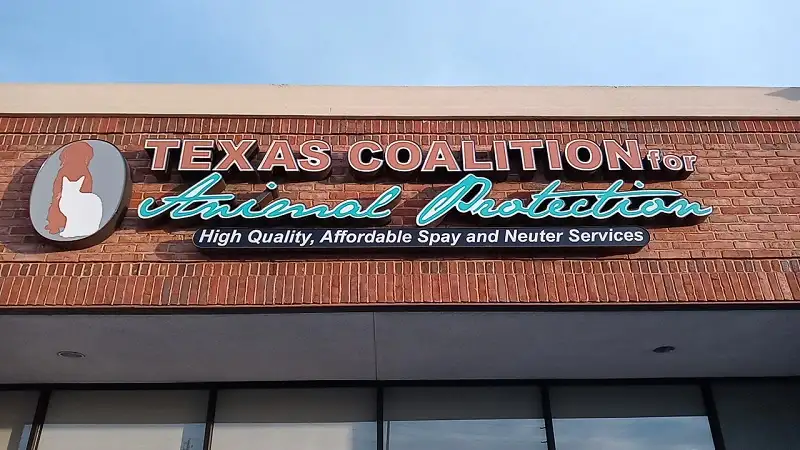 TEXAS COALITION for
Animal Protection
High Quality, Affordable Spay and Neuter Services